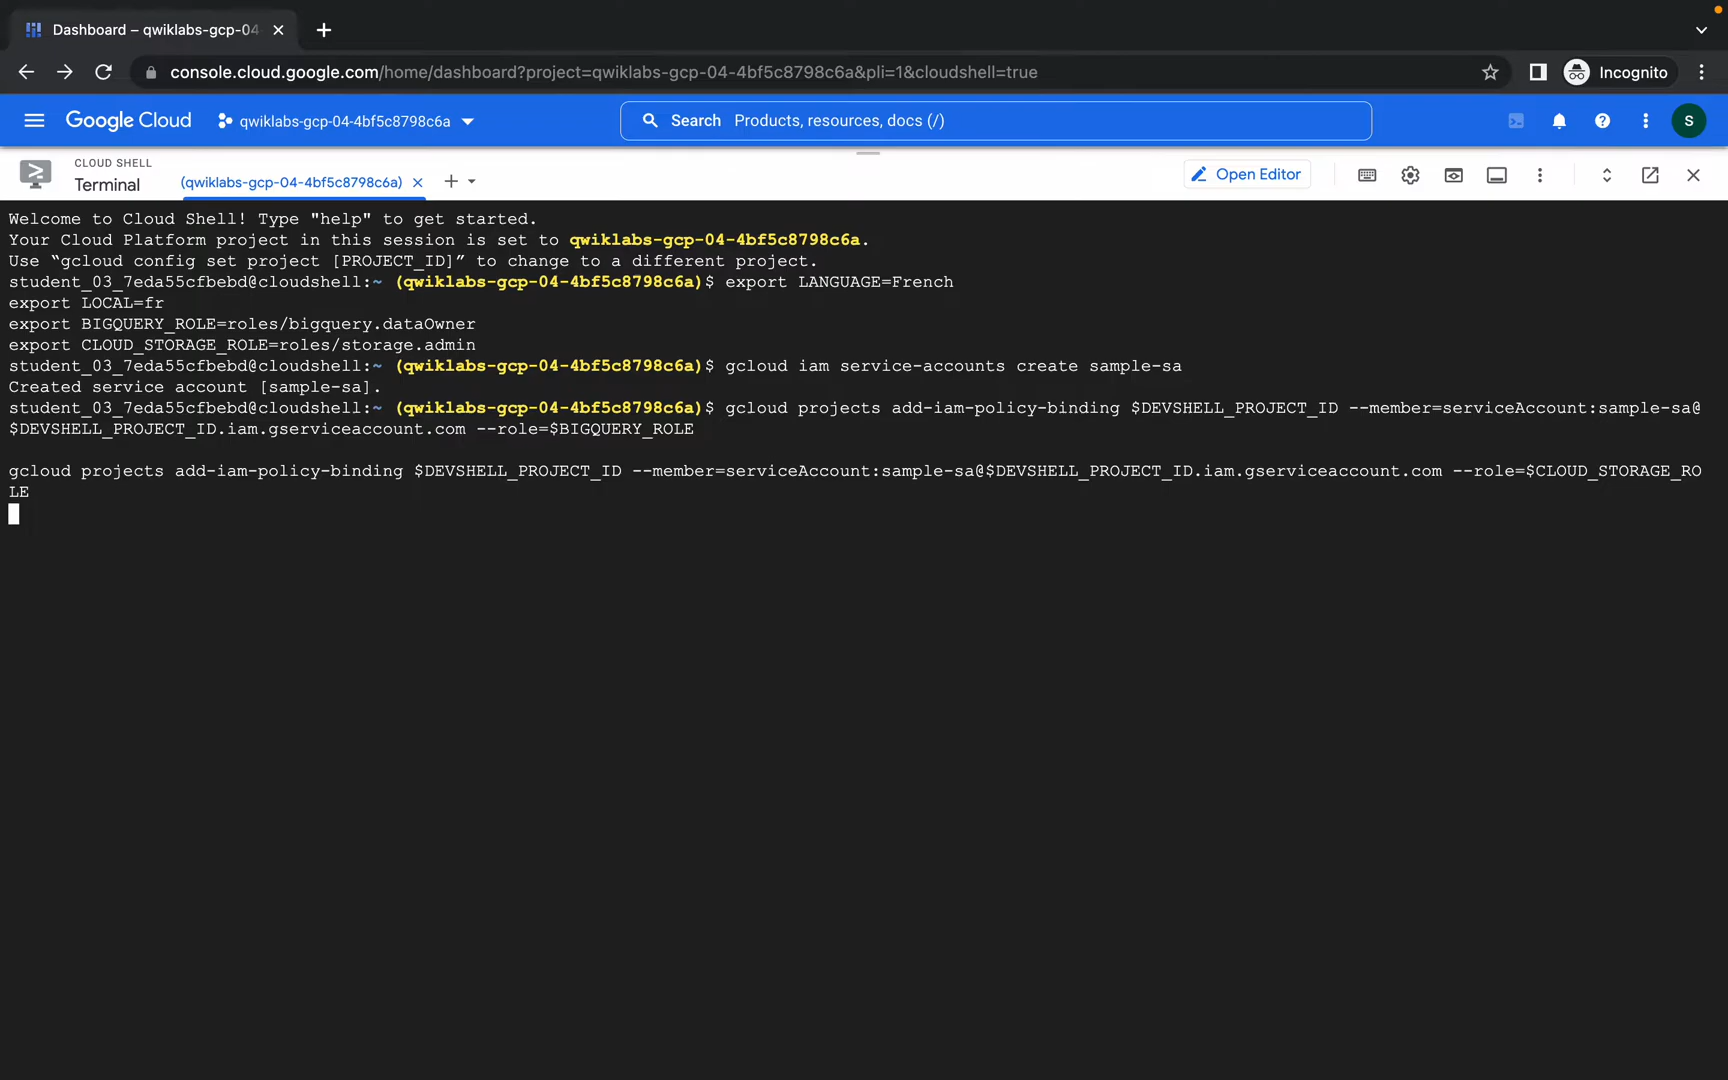 Dashboard – qwiklabs-gcp-04-
console.cloud.google.com/home/dashboard?project=qwiklabs-gcp-04-4bf5c8798c6a&pli=1&cloudshell=true
Incognito
Google Cloud
qwiklabs-gcp-04-4bf5c8798c6a
Search Products, resources, docs (/)
S
CLOUD SHELL
Terminal
(qwiklabs-gcp-04-4bf5c8798c6a)
Open Editor
Welcome to Cloud Shell! Type "help" to get started.
Your Cloud Platform project in this session is set to qwiklabs-gcp-04-4bf5c8798c6a.
Use “gcloud config set project [PROJECT_ID]” to change to a different project.
student_03_7eda55cfbebd@cloudshell:~ (qwiklabs-gcp-04-4bf5c8798c6a)$ export LANGUAGE=French
export LOCAL=fr
export BIGQUERY_ROLE=roles/bigquery.dataOwner
export CLOUD_STORAGE_ROLE=roles/storage.admin
student_03_7eda55cfbebd@cloudshell:~ (qwiklabs-gcp-04-4bf5c8798c6a)$ gcloud iam service-accounts create sample-sa
Created service account [sample-sa].
student_03_7eda55cfbebd@cloudshell:~ (qwiklabs-gcp-04-4bf5c8798c6a)$ gcloud projects add-iam-policy-binding $DEVSHELL_PROJECT_ID --member=serviceAccount:sample-sa@
$DEVSHELL_PROJECT_ID.iam.gserviceaccount.com --role=$BIGQUERY_ROLE
gcloud projects add-iam-policy-binding $DEVSHELL_PROJECT_ID --member=serviceAccount:sample-sa@$DEVSHELL_PROJECT_ID.iam.gserviceaccount.com --role=$CLOUD_STORAGE_RO
LE